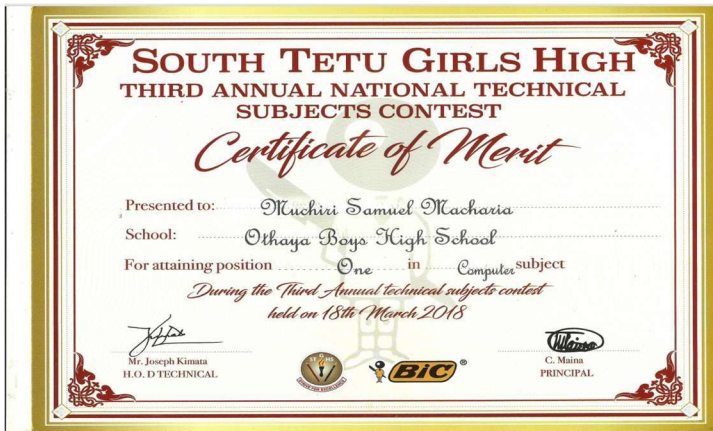 SOUTH TETU GIRLS HIGH
THIRD ANNUAL NATIONAL TECHNICAL
SUBJECTS CONTEST
Certificate of Merit
Presented to: Muchiri Samuel Macharia
School: Othaya Boys High School
For attaining position One in Computer subject
During the Third Annual technical subjects contest
held on 18th March 2018
Mr. Joseph Kimata
H.O. D TECHNICAL
BiC ®
C. Maina
PRINCIPAL